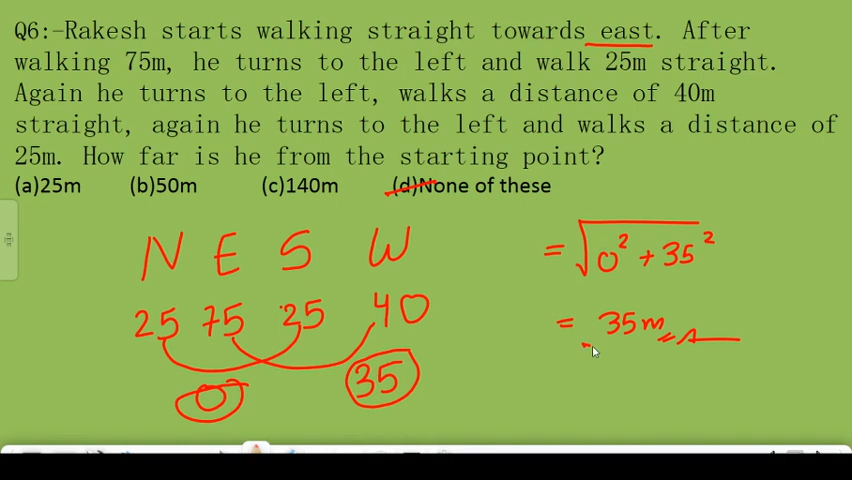 Q6:-Rakesh starts walking straight towards east. After
walking 75m, he turns to the left and walk 25m straight.
Again he turns to the left, walks a distance of 40m
straight, again he turns to the left and walks a distance of
25m. How far is he from the starting point?
(a)25m (b)50m (c)140m (d)None of these
N E S W
25 75 25 40
0 35
= √0² + 35²
= 35m